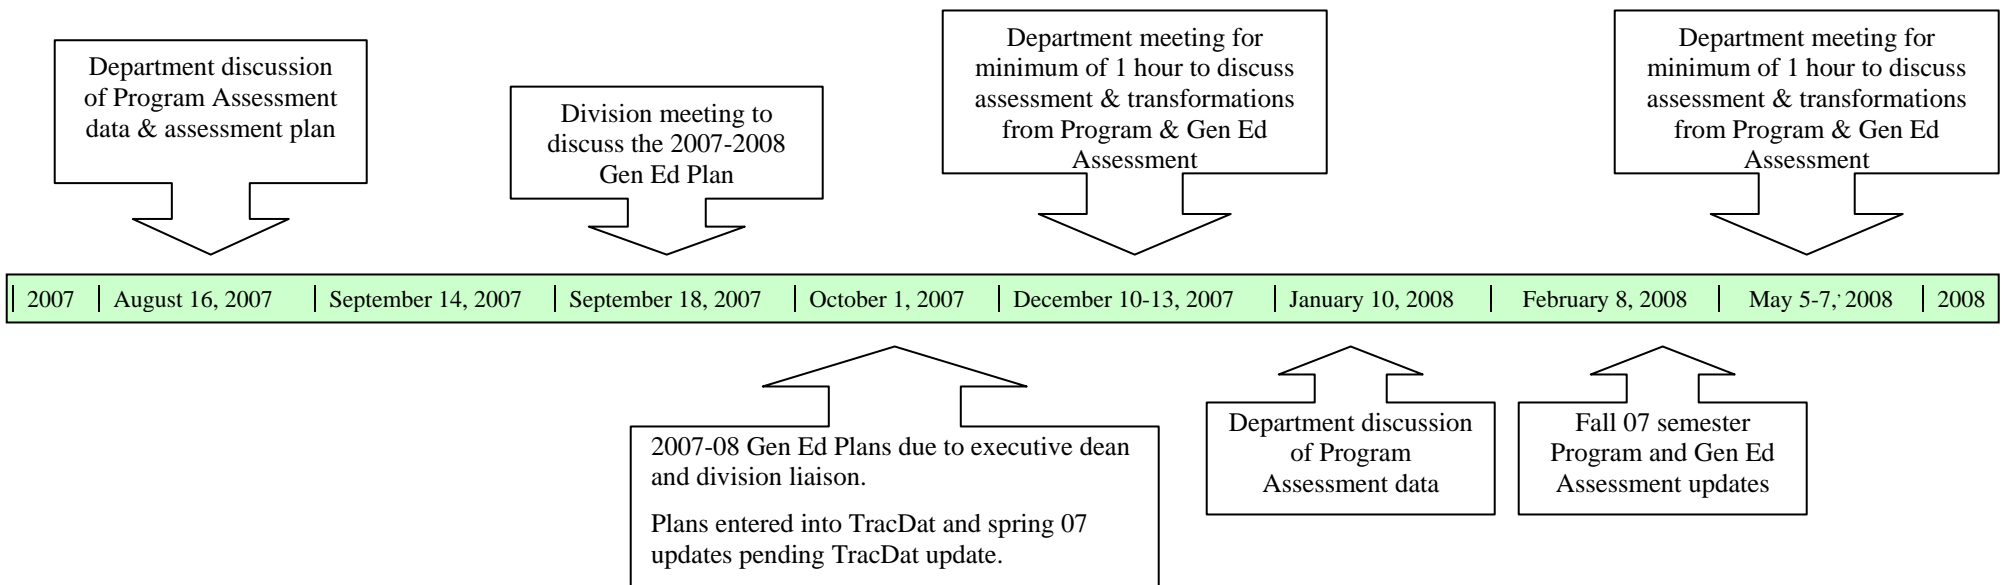 Department discussion
of Program Assessment
data & assessment plan
Division meeting to
discuss the 2007-2008
Gen Ed Plan
Department meeting for
minimum of 1 hour to discuss
assessment & transformations
from Program & Gen Ed
Assessment
Department meeting for
minimum of 1 hour to discuss
assessment & transformations
from Program & Gen Ed
Assessment
2007 August 16, 2007 September 14, 2007 September 18, 2007 October 1, 2007 December 10-13, 2007 January 10, 2008 February 8, 2008 May 5-7, 2008 2008
2007-08 Gen Ed Plans due to executive dean
and division liaison.
Plans entered into TracDat and spring 07
updates pending TracDat update.
Department discussion
of Program
Assessment data
Fall 07 semester
Program and Gen Ed
Assessment updates